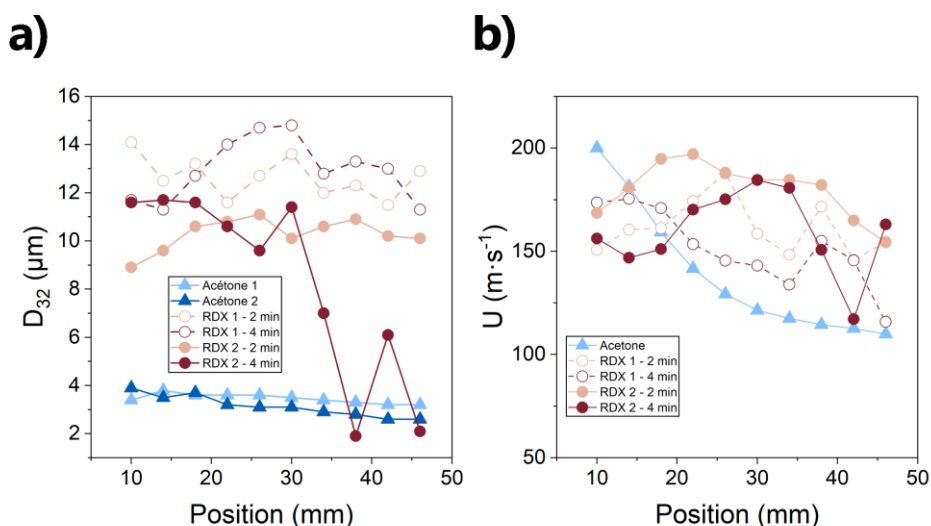 a)
16
14
12
10
8
6
4
2
D32 (µm)
Acétone 1
Acétone 2
RDX 1 - 2 min
RDX 1 - 4 min
RDX 2 - 2 min
RDX 2 - 4 min
10 20 30 40 50
Position (mm)
b)
200
150
100
50
U (m·s-1)
Acetone
RDX 1 - 2 min
RDX 1 - 4 min
RDX 2 - 2 min
RDX 2 - 4 min
10 20 30 40 50
Position (mm)